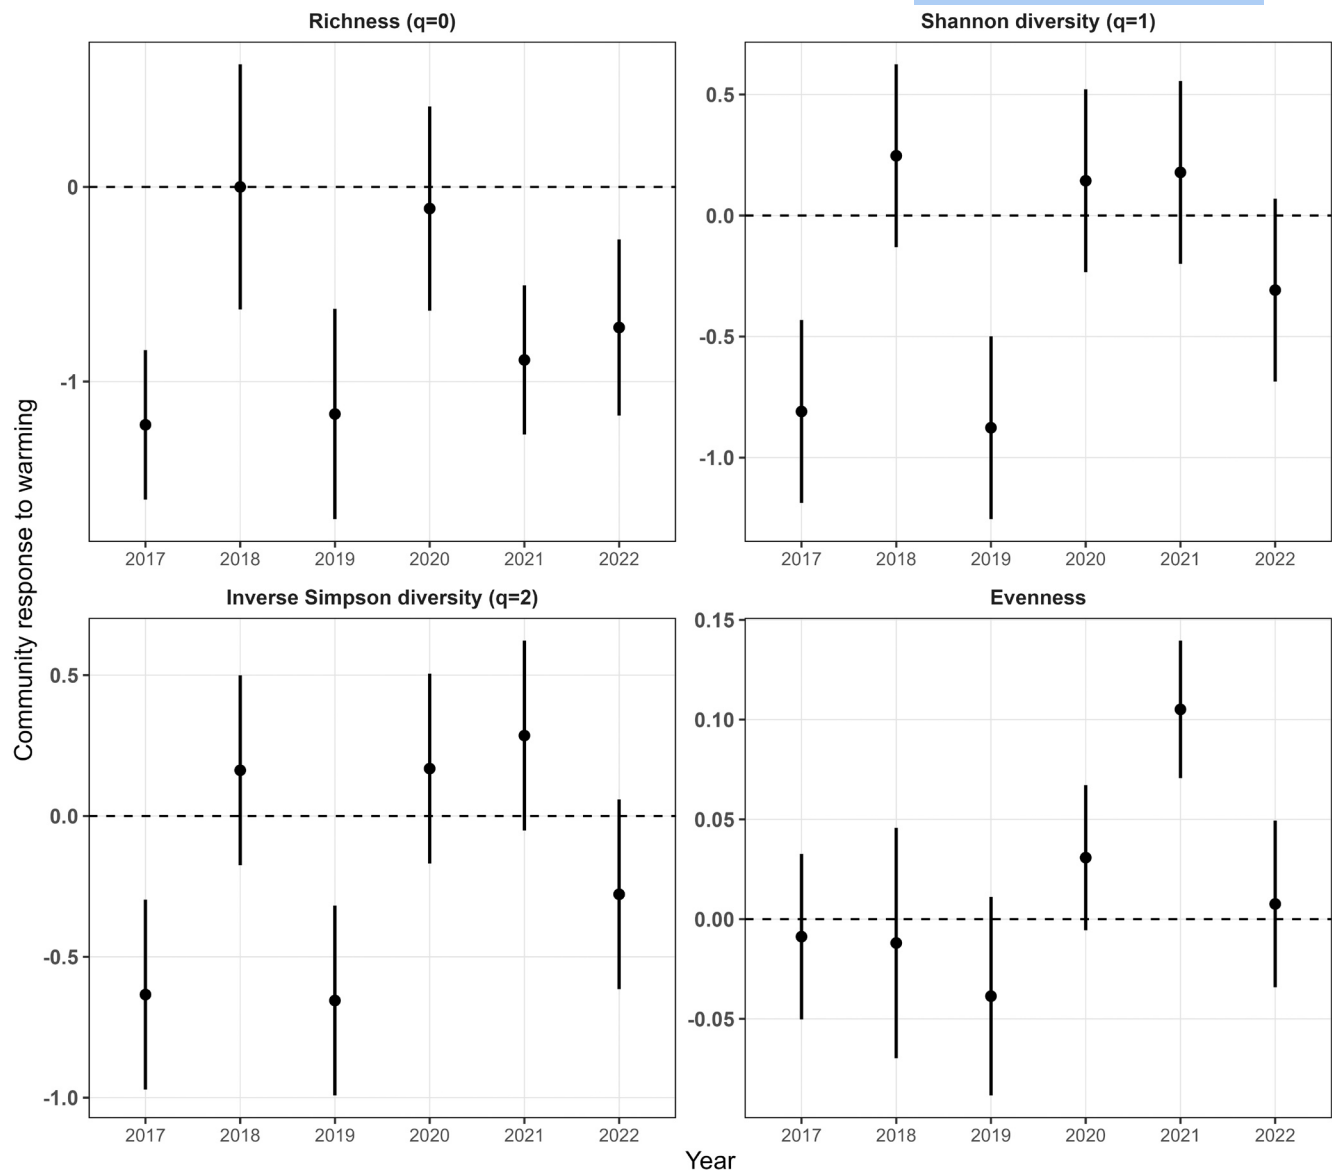 Richness (q=0)
Shannon diversity (q=1)
0
-1
0.5
0.0
-0.5
-1.0
2017 2018 2019 2020 2021 2022
2017 2018 2019 2020 2021 2022
Community response to warming
Inverse Simpson diversity (q=2)
Evenness
0.5
0.0
-0.5
-1.0
0.15
0.10
0.05
0.00
-0.05
2017 2018 2019 2020 2021 2022
2017 2018 2019 2020 2021 2022
Year